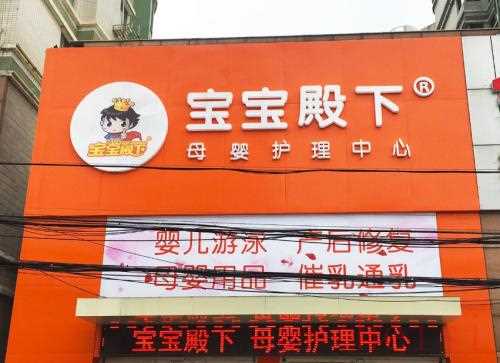 宝宝殿下®
母婴护理中心
宝宝殿下
婴儿游泳 产后修复
母婴用品 催乳通乳
宝宝殿下 母婴护理中心